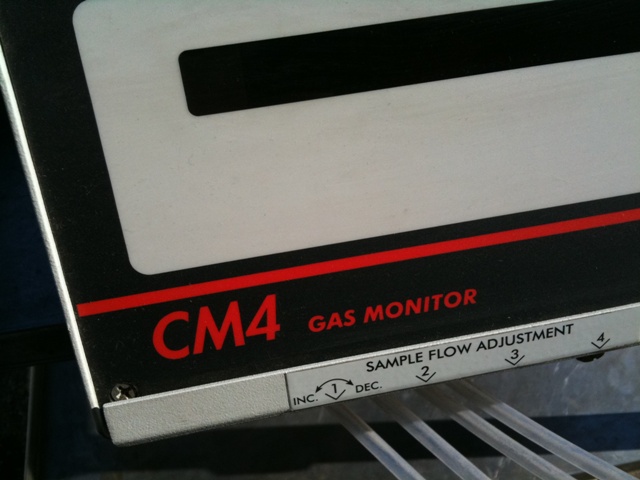 CM4 GAS MONITOR
SAMPLE FLOW ADJUSTMENT
INC. 1 DEC. 2 3 4